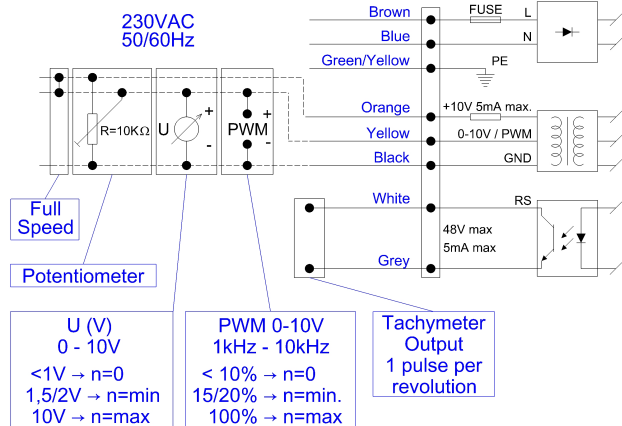 230VAC
50/60Hz
Brown
FUSE
L
Blue
N
Green/Yellow
PE
Orange
+10V 5mA max.
Yellow
0-10V / PWM
Black
GND
R=10KΩ
U
+
-
PWM
+
-
White
RS
48V max
5mA max
Grey
Full
Speed
Potentiometer
U (V)
0 - 10V
<1V → n=0
1,5/2V → n=min
10V → n=max
PWM 0-10V
1kHz - 10kHz
< 10% → n=0
15/20% → n=min.
100% → n=max
Tachymeter
Output
1 pulse per
revolution